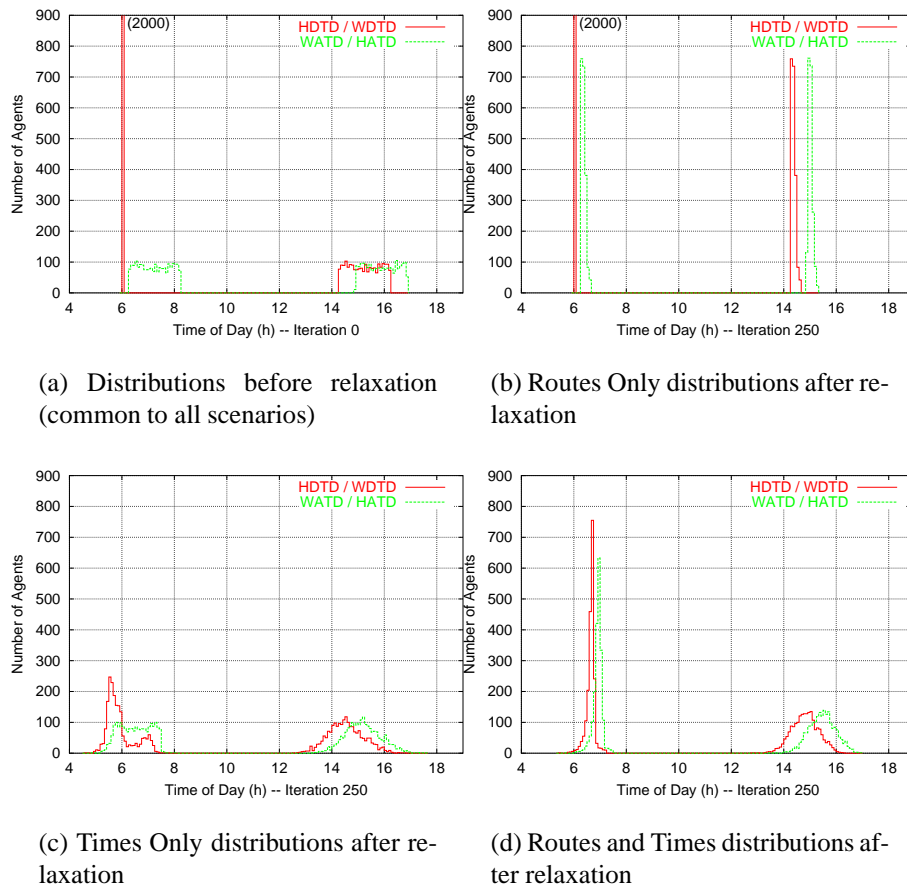 (2000)
HDTD / WDTD
WATD / HATD
Number of Agents
900
800
700
600
500
400
300
200
100
0
4 6 8 10 12 14 16 18
Time of Day (h) -- Iteration 0
(a) Distributions before relaxation
(common to all scenarios)
(2000)
HDTD / WDTD
WATD / HATD
Number of Agents
900
800
700
600
500
400
300
200
100
0
4 6 8 10 12 14 16 18
Time of Day (h) -- Iteration 250
(b) Routes Only distributions after re-
laxation
HDTD / WDTD
WATD / HATD
Number of Agents
900
800
700
600
500
400
300
200
100
0
4 6 8 10 12 14 16 18
Time of Day (h) -- Iteration 250
(c) Times Only distributions after re-
laxation
HDTD / WDTD
WATD / HATD
Number of Agents
900
800
700
600
500
400
300
200
100
0
4 6 8 10 12 14 16 18
Time of Day (h) -- Iteration 250
(d) Routes and Times distributions af-
ter relaxation